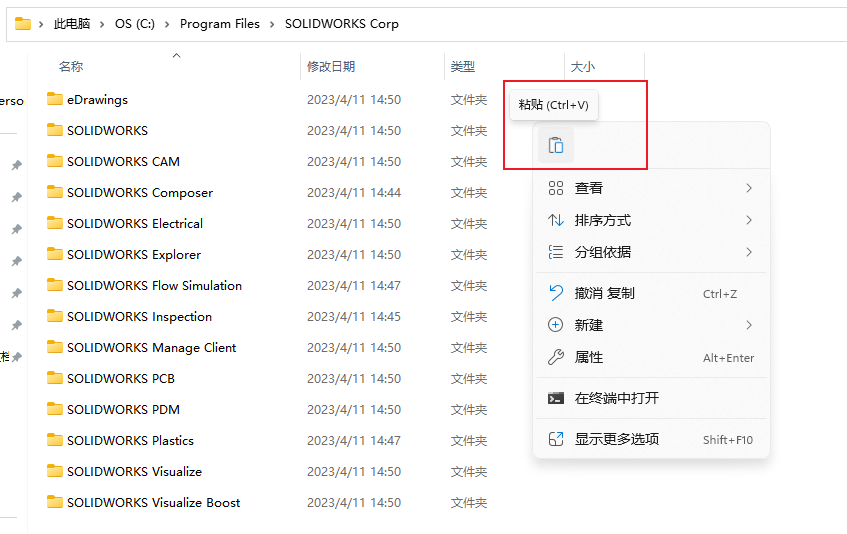 此电脑 > OS (C:) > Program Files > SOLIDWORKS Corp
名称 修改日期 类型 大小
eDrawings 2023/4/11 14:50 文件夹
SOLIDWORKS 2023/4/11 14:50 文件夹
SOLIDWORKS CAM 2023/4/11 14:50 文件夹
SOLIDWORKS Composer 2023/4/11 14:44 文件夹
SOLIDWORKS Electrical 2023/4/11 14:50 文件夹
SOLIDWORKS Explorer 2023/4/11 14:50 文件夹
SOLIDWORKS Flow Simulation 2023/4/11 14:47 文件夹
SOLIDWORKS Inspection 2023/4/11 14:45 文件夹
SOLIDWORKS Manage Client 2023/4/11 14:50 文件夹
SOLIDWORKS PCB 2023/4/11 14:50 文件夹
SOLIDWORKS PDM 2023/4/11 14:50 文件夹
SOLIDWORKS Plastics 2023/4/11 14:47 文件夹
SOLIDWORKS Visualize 2023/4/11 14:50 文件夹
SOLIDWORKS Visualize Boost 2023/4/11 14:50 文件夹
粘贴 (Ctrl+V)
查看
排序方式
分组依据
撤消 复制 Ctrl+Z
新建
属性 Alt+Enter
在终端中打开
显示更多选项 Shift+F10